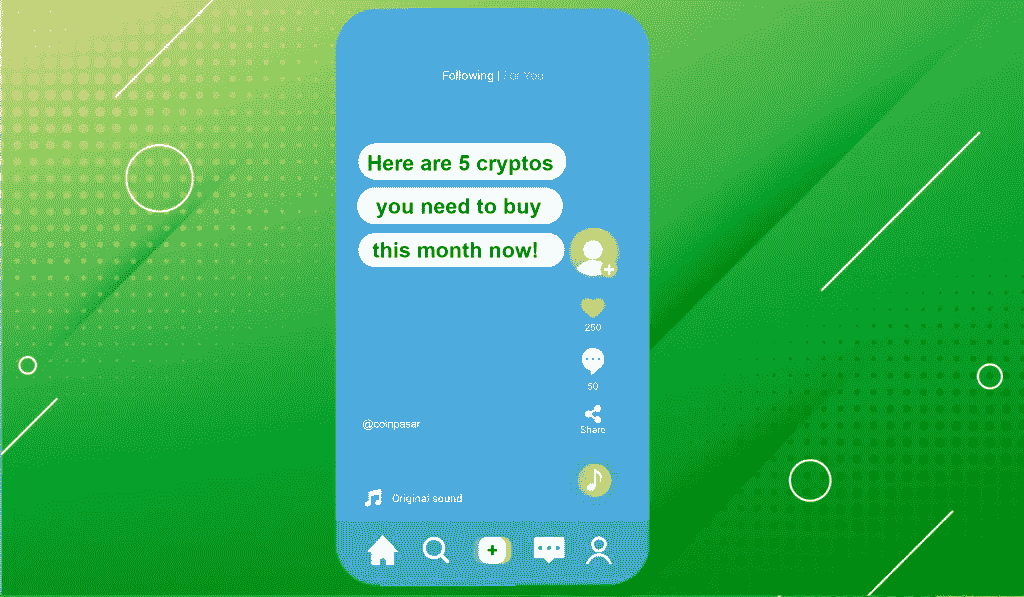 Following | For You
Here are 5 cryptos
you need to buy
this month now!
250
50
Share
@coinpasar
Original sound